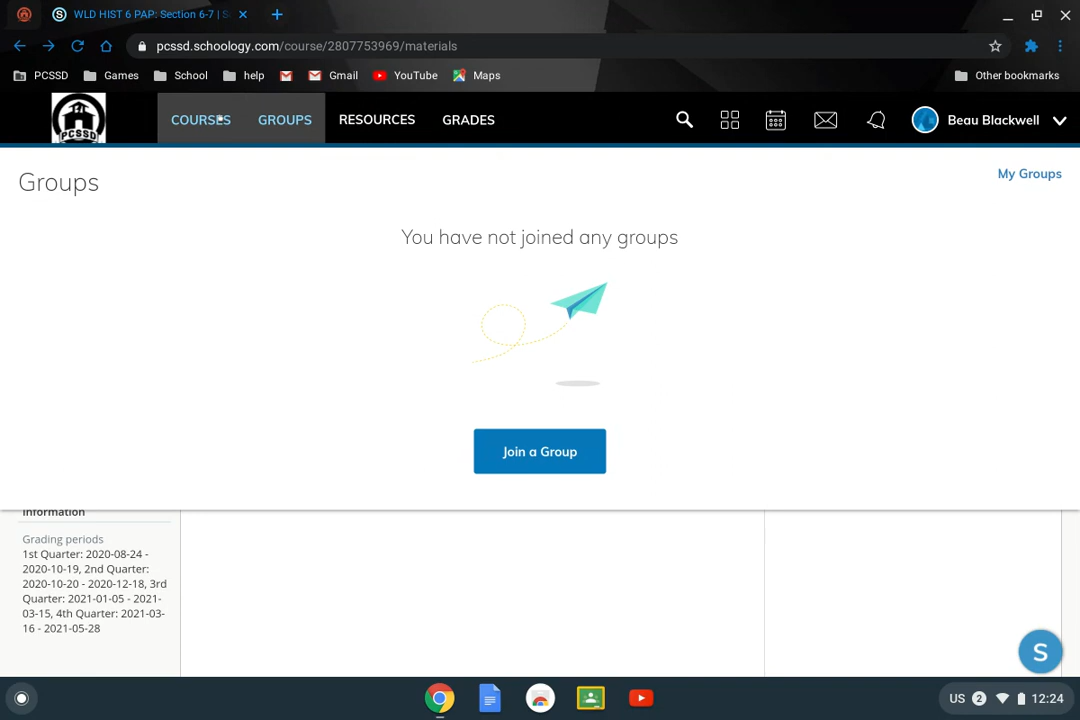 WLD HIST 6 PAP: Section 6-7 | S
pcssd.schoology.com/course/2807753969/materials
PCSSD Games School help Gmail YouTube Maps Other bookmarks
PCSSD COURSES GROUPS RESOURCES GRADES Beau Blackwell
Groups My Groups
You have not joined any groups
Join a Group
Information
Grading periods
1st Quarter: 2020-08-24 -
2020-10-19, 2nd Quarter:
2020-10-20 - 2020-12-18, 3rd
Quarter: 2021-01-05 - 2021-
03-15, 4th Quarter: 2021-03-
16 - 2021-05-28
S
US 2 12:24